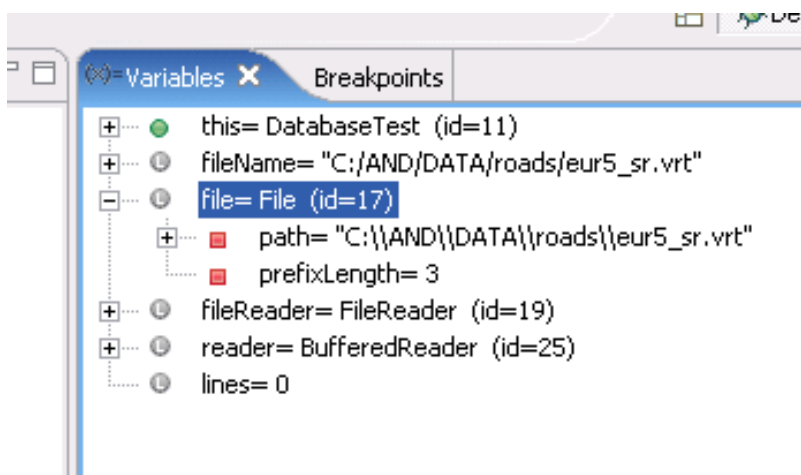 De
(x)=Variables Breakpoints
this= DatabaseTest (id=11)
fileName= "C:/AND/DATA/roads/eur5_sr.vrt"
file= File (id=17)
path= "C:\\AND\\DATA\\roads\\eur5_sr.vrt"
prefixLength= 3
fileReader= FileReader (id=19)
reader= BufferedReader (id=25)
lines= 0